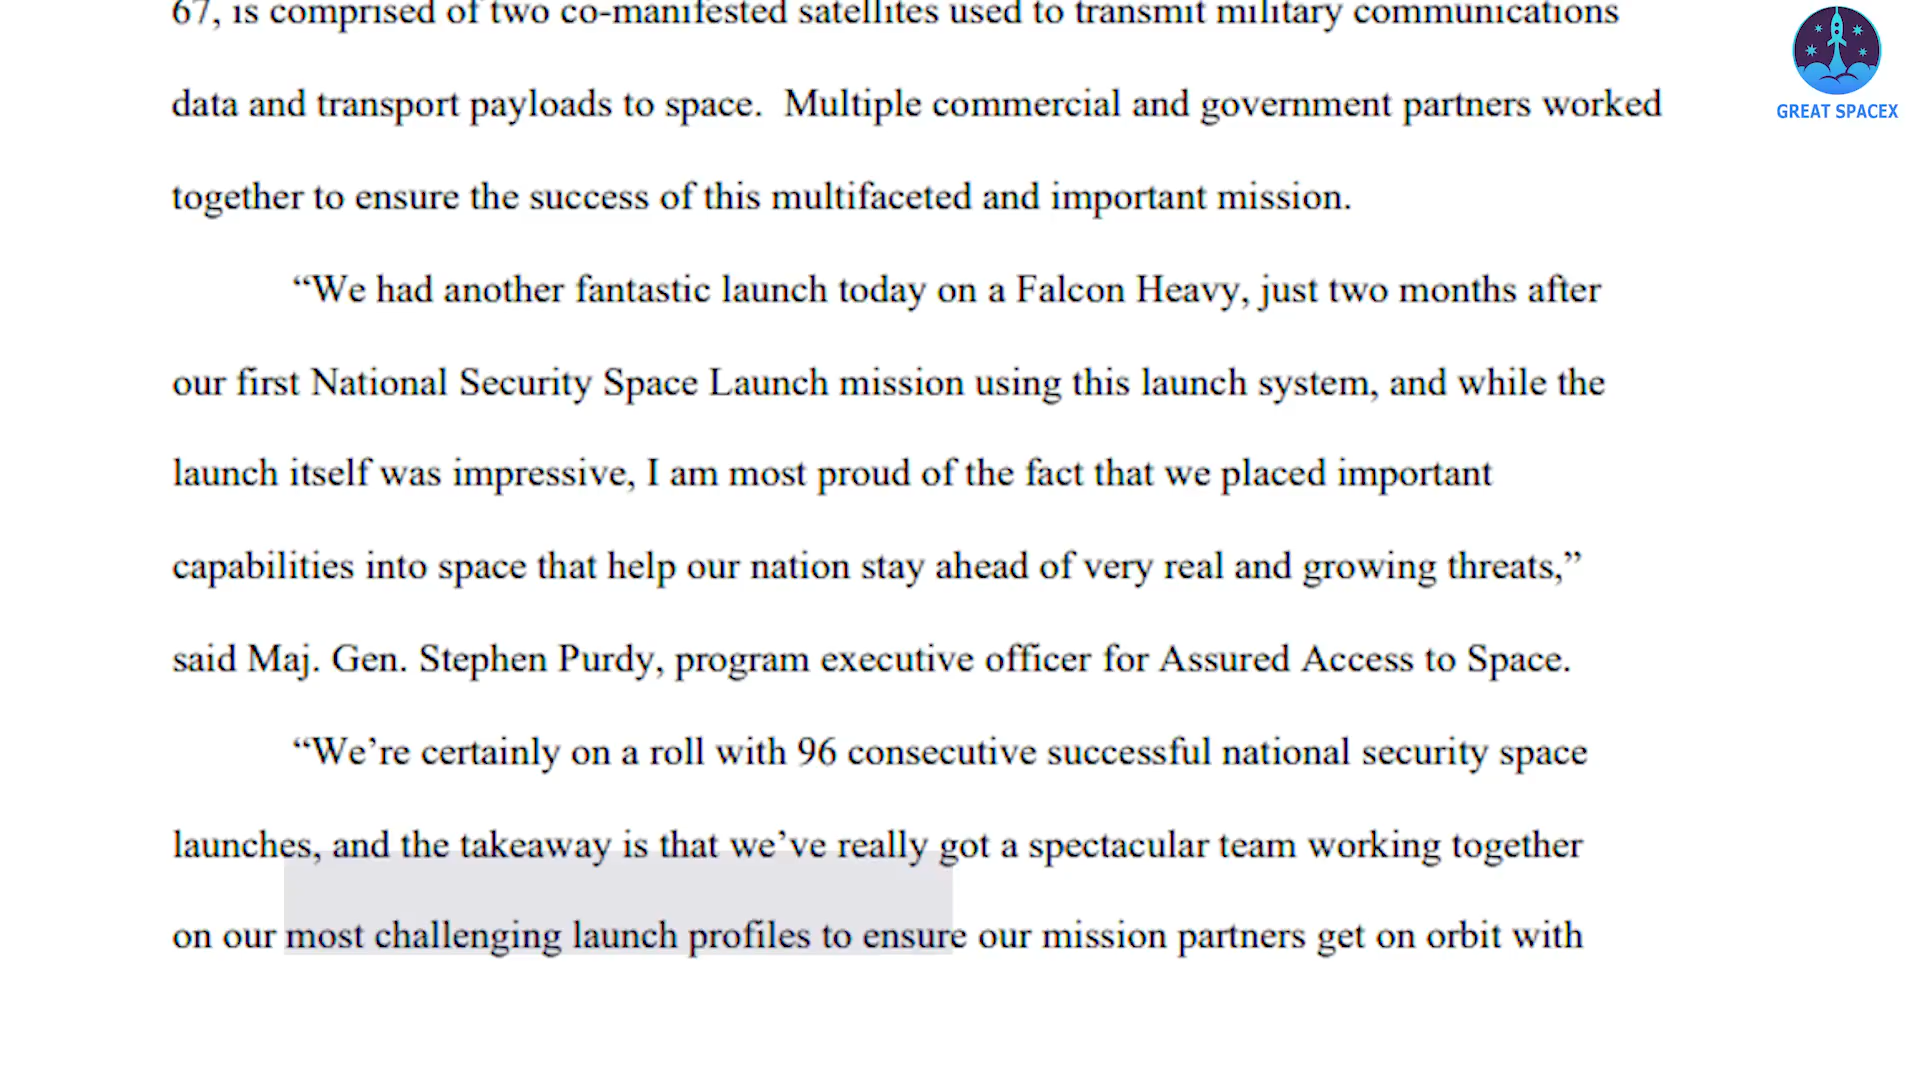 67, is comprised of two co-manifested satellites used to transmit military communications
data and transport payloads to space.  Multiple commercial and government partners worked
together to ensure the success of this multifaceted and important mission.
“We had another fantastic launch today on a Falcon Heavy, just two months after
our first National Security Space Launch mission using this launch system, and while the
launch itself was impressive, I am most proud of the fact that we placed important
capabilities into space that help our nation stay ahead of very real and growing threats,”
said Maj. Gen. Stephen Purdy, program executive officer for Assured Access to Space.
“We’re certainly on a roll with 96 consecutive successful national security space
launches, and the takeaway is that we’ve really got a spectacular team working together
on our most challenging launch profiles to ensure our mission partners get on orbit with
GREAT SPACEX